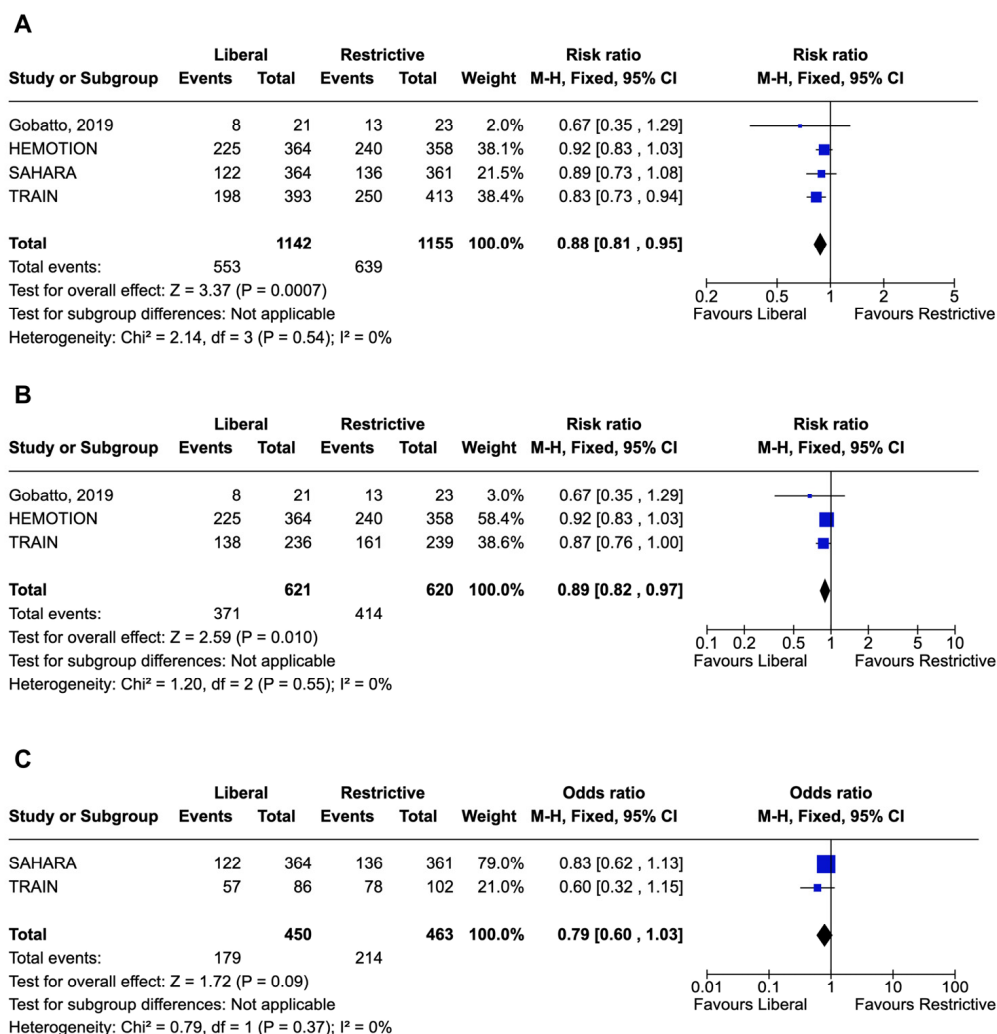 A
Liberal Restrictive Risk ratio Risk ratio
Study or Subgroup Events Total Events Total Weight M-H, Fixed, 95% CI M-H, Fixed, 95% CI
Gobatto, 2019 8 21 13 23 2.0% 0.67 [0.35 , 1.29]
HEMOTION 225 364 240 358 38.1% 0.92 [0.83 , 1.03]
SAHARA 122 364 136 361 21.5% 0.89 [0.73 , 1.08]
TRAIN 198 393 250 413 38.4% 0.83 [0.73 , 0.94]
Total 1142 1155 100.0% 0.88 [0.81 , 0.95]
Total events: 553 639
Test for overall effect: Z = 3.37 (P = 0.0007)
Test for subgroup differences: Not applicable
Heterogeneity: Chi² = 2.14, df = 3 (P = 0.54); I² = 0%
0.2 0.5 1 2 5
Favours Liberal Favours Restrictive
B
Liberal Restrictive Risk ratio Risk ratio
Study or Subgroup Events Total Events Total Weight M-H, Fixed, 95% CI M-H, Fixed, 95% CI
Gobatto, 2019 8 21 13 23 3.0% 0.67 [0.35 , 1.29]
HEMOTION 225 364 240 358 58.4% 0.92 [0.83 , 1.03]
TRAIN 138 236 161 239 38.6% 0.87 [0.76 , 1.00]
Total 621 620 100.0% 0.89 [0.82 , 0.97]
Total events: 371 414
Test for overall effect: Z = 2.59 (P = 0.010)
Test for subgroup differences: Not applicable
Heterogeneity: Chi² = 1.20, df = 2 (P = 0.55); I² = 0%
0.1 0.2 0.5 1 2 5 10
Favours Liberal Favours Restrictive
C
Liberal Restrictive Odds ratio Odds ratio
Study or Subgroup Events Total Events Total Weight M-H, Fixed, 95% CI M-H, Fixed, 95% CI
SAHARA 122 364 136 361 79.0% 0.83 [0.62 , 1.13]
TRAIN 57 86 78 102 21.0% 0.60 [0.32 , 1.15]
Total 450 463 100.0% 0.79 [0.60 , 1.03]
Total events: 179 214
Test for overall effect: Z = 1.72 (P = 0.09)
Test for subgroup differences: Not applicable
Heterogeneity: Chi² = 0.79, df = 1 (P = 0.37); I² = 0%
0.01 0.1 1 10 100
Favours Liberal Favours Restrictive